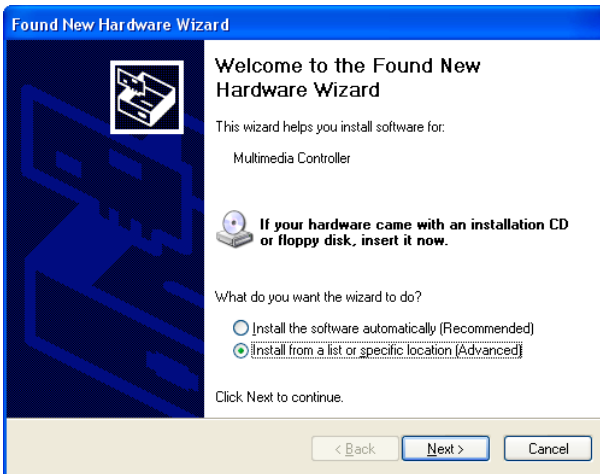 Found New Hardware Wizard
Welcome to the Found New
Hardware Wizard
This wizard helps you install software for:
Multimedia Controller
If your hardware came with an installation CD
or floppy disk, insert it now.
What do you want the wizard to do?
Install the software automatically (Recommended)
Install from a list or specific location (Advanced)
Click Next to continue.
< Back
Next >
Cancel